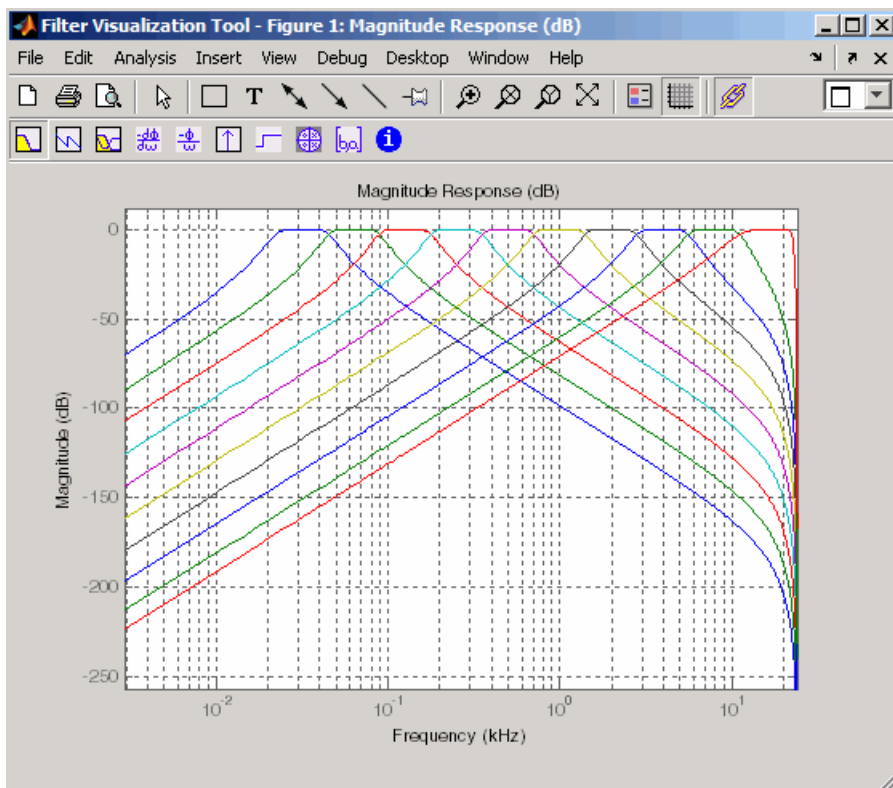 Filter Visualization Tool - Figure 1: Magnitude Response (dB)
File Edit Analysis Insert View Debug Desktop Window Help
T
[b,a] i
Magnitude Response (dB)
0
-50
-100
-150
-200
-250
Magnitude (dB)
10^-2 10^-1 10^0 10^1
Frequency (kHz)